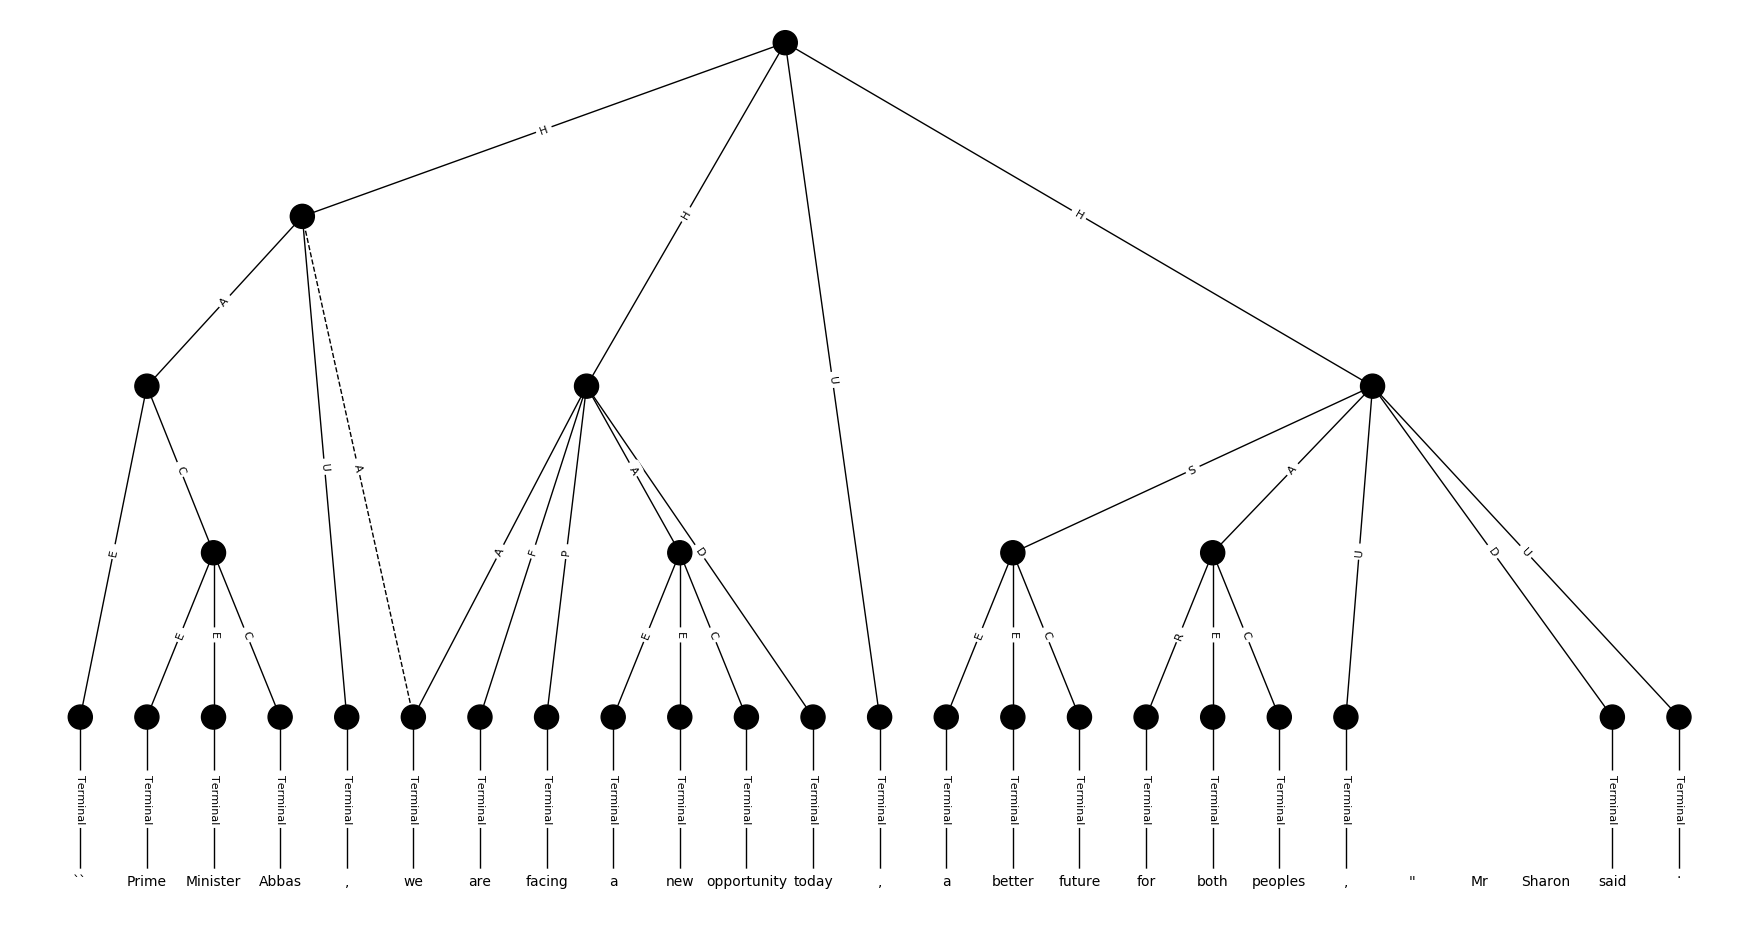 H H U H
A U A A F P A D S A U D U
E C E E C E E C R E C
E E C
Terminal Terminal Terminal Terminal Terminal Terminal Terminal Terminal Terminal Terminal Terminal Terminal Terminal Terminal Terminal Terminal Terminal Terminal Terminal Terminal Terminal Terminal
`` Prime Minister Abbas , we are facing a new opportunity today , a better future for both peoples , " Mr Sharon said .